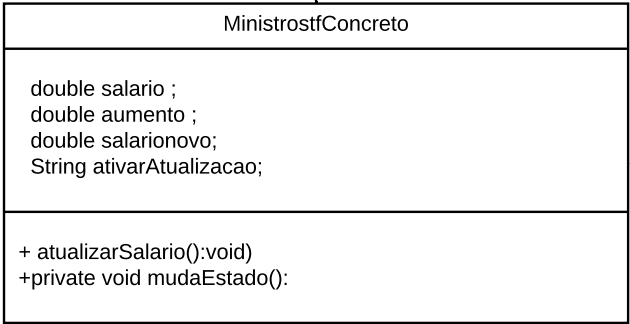 MinistrostfConcreto
double salario ;
double aumento ;
double salarionovo;
String ativarAtualizacao;
+ atualizarSalario():void)
+private void mudaEstado():